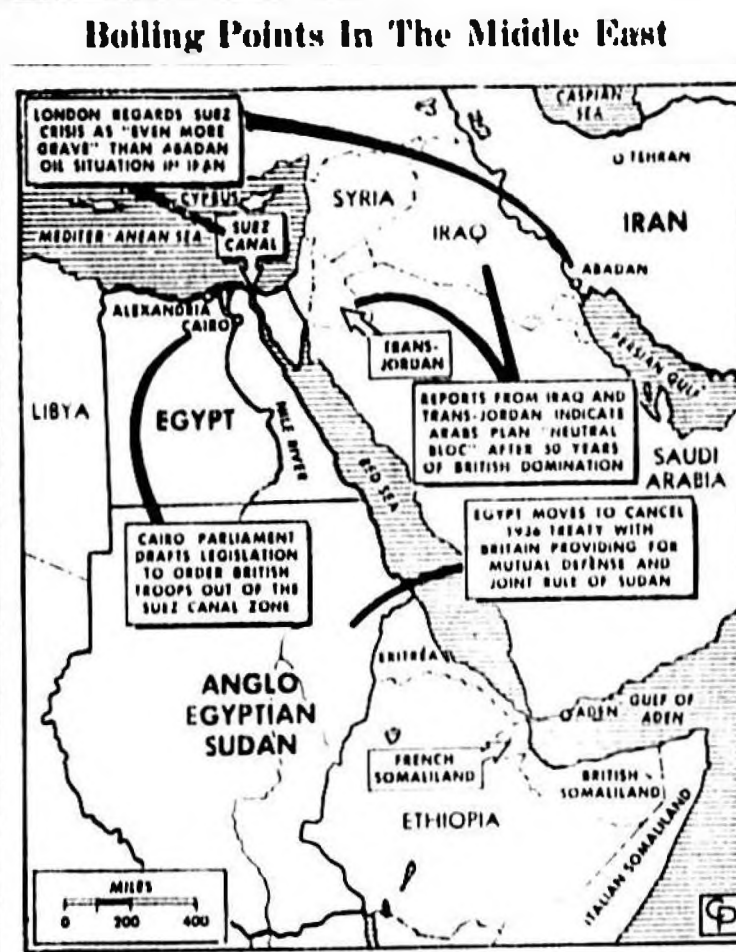 Boiling Points In The Middle East
LONDON REGARDS SUEZ
CRISIS AS "EVEN MORE
GRAVE" THAN ABADAN
OIL SITUATION IN IRAN
CASPIAN
SEA
TEHRAN
SYRIA
CYPRUS
IRAQ
IRAN
MEDITER ANEAN SEA
SUEZ
CANAL
ABADAN
ALEXANDRIA
CAIRO
TRANS-
JORDAN
PERSIAN GULF
LIBYA
EGYPT
NILE RIVER
RED SEA
REPORTS FROM IRAQ AND
TRANS-JORDAN INDICATE
ARABS PLAN "NEUTRAL
BLOC" AFTER 50 YEARS
OF BRITISH DOMINATION
SAUDI
ARABIA
CAIRO PARLIAMENT
DRAFTS LEGISLATION
TO ORDER BRITISH
TROOPS OUT OF THE
SUEZ CANAL ZONE
EGYPT MOVES TO CANCEL
1936 TREATY WITH
BRITAIN PROVIDING FOR
MUTUAL DEFENSE AND
JOINT RULE OF SUDAN
ERITREA
ANGLO
EGYPTIAN
SUDAN
ADEN
GULF OF
ADEN
FRENCH
SOMALILAND
BRITISH
SOMALILAND
ETHIOPIA
ITALIAN SOMALILAND
MILES
0 200 400
CP